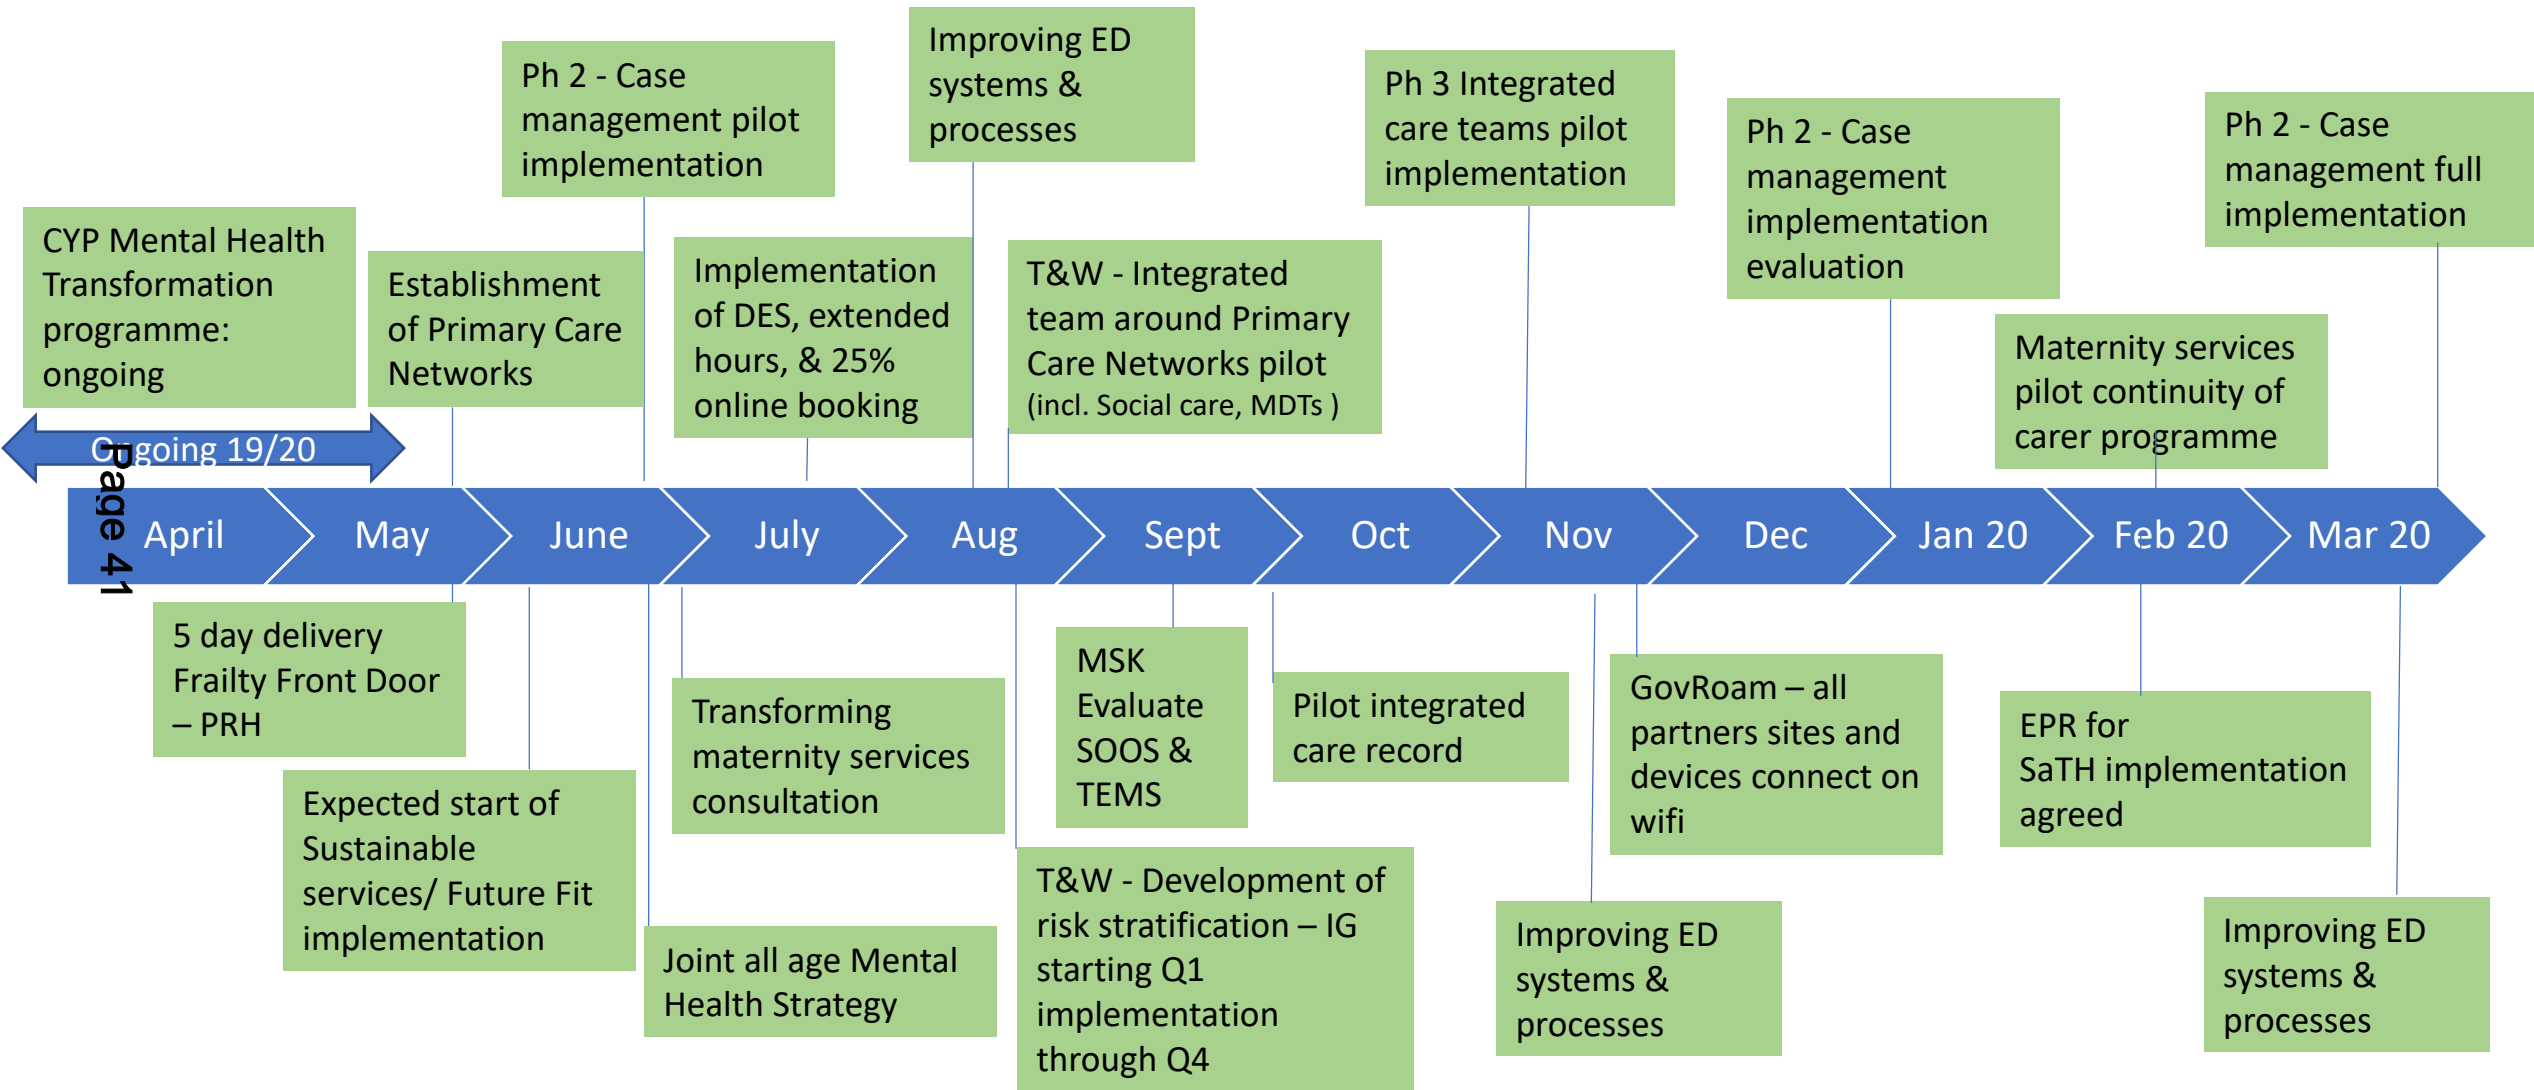 Improving ED
systems &
processes
Ph 2 - Case
management pilot
implementation
Ph 3 Integrated
care teams pilot
implementation
Ph 2 - Case
management
implementation
evaluation
Ph 2 - Case
management full
implementation
CYP Mental Health
Transformation
programme:
ongoing
Establishment
of Primary Care
Networks
Implementation
of DES, extended
hours, & 25%
online booking
T&W - Integrated
team around Primary
Care Networks pilot
(incl. Social care, MDTs )
Maternity services
pilot continuity of
carer programme
Ongoing 19/20
Page 41
April
May
June
July
Aug
Sept
Oct
Nov
Dec
Jan 20
Feb 20
Mar 20
5 day delivery
Frailty Front Door
– PRH
Expected start of
Sustainable
services/ Future Fit
implementation
Joint all age Mental
Health Strategy
Transforming
maternity services
consultation
T&W - Development of
risk stratification – IG
starting Q1
implementation
through Q4
MSK
Evaluate
SOOS &
TEMS
Pilot integrated
care record
Improving ED
systems &
processes
GovRoam – all
partners sites and
devices connect on
wifi
EPR for
SaTH implementation
agreed
Improving ED
systems &
processes